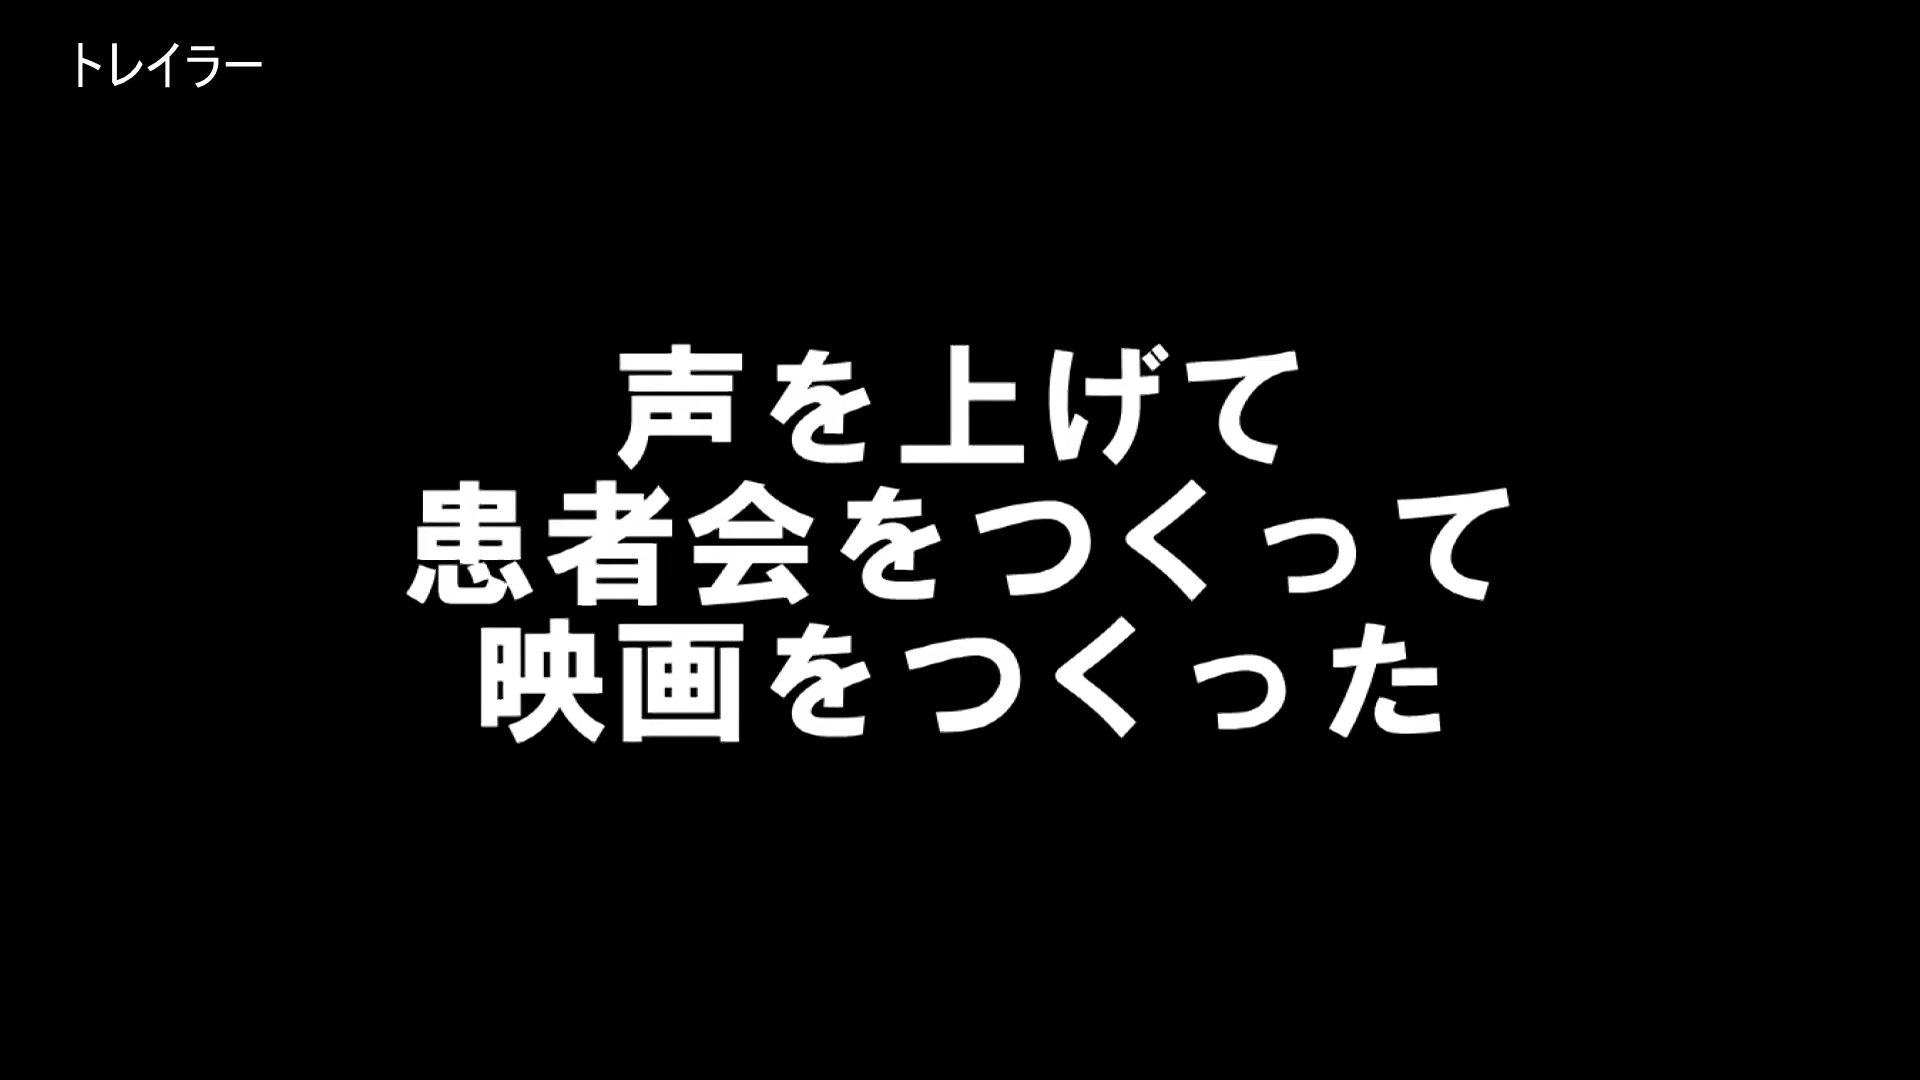 トレイラー
声を上げて
患者会をつくって
映画をつくった